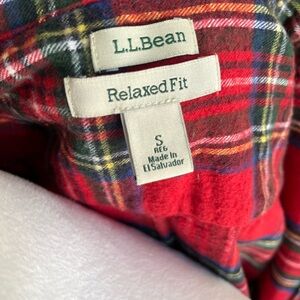 L.L.Bean
Relaxed Fit
S
REG
Made in
El Salvador